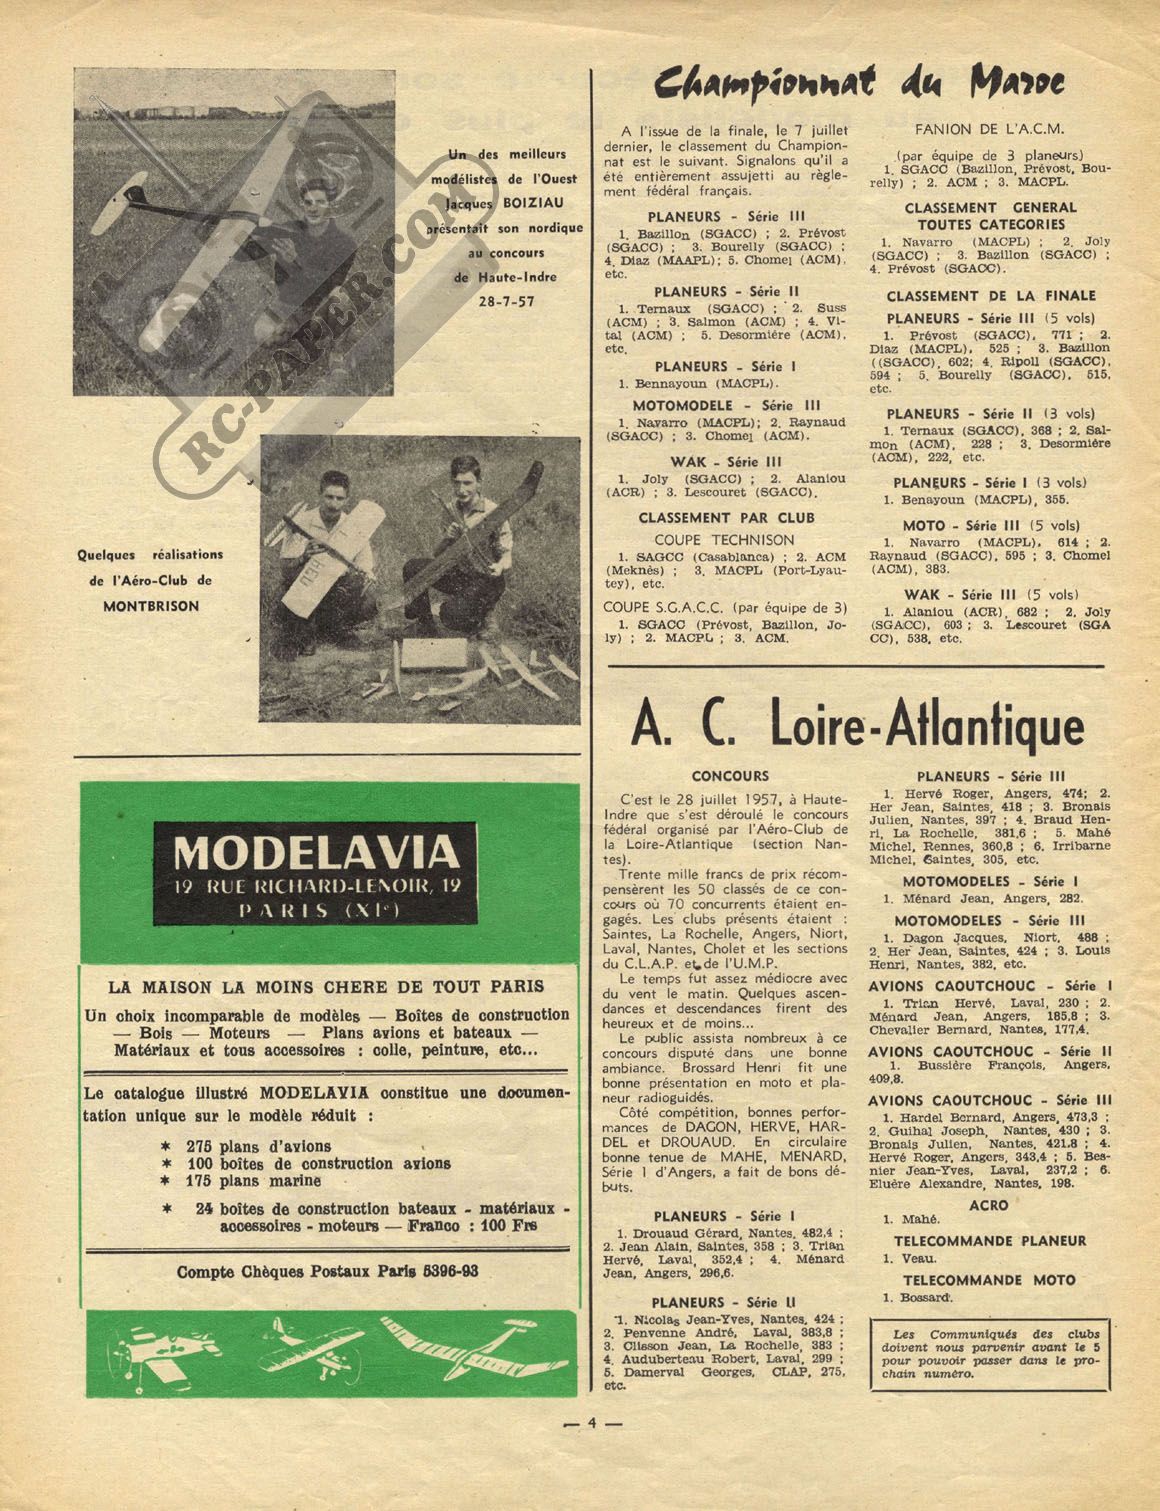 Un des meilleurs
modélistes de l'Ouest
Jacques BOIZIAU
présentait son nordique
au concours
de Haute-Indre
28-7-57
RC-PAPER.COM
Quelques réalisations
de l'Aéro-Club de
MONTBRISON
MODELAVIA
12 RUE RICHARD-LENOIR, 12
PARIS (XIe)
LA MAISON LA MOINS CHERE DE TOUT PARIS
Un choix incomparable de modèles — Boîtes de construction
— Bois — Moteurs — Plans avions et bateaux —
Matériaux et tous accessoires : colle, peinture, etc...
Le catalogue illustré MODELAVIA constitue une documen-
tation unique sur le modèle réduit :
* 275 plans d'avions
* 100 boîtes de construction avions
* 175 plans marine
* 24 boîtes de construction bateaux - matériaux -
accessoires - moteurs — Franco : 100 Frs
Compte Chèques Postaux Paris 5396-93
Championnat du Maroc
A l'issue de la finale, le 7 juillet
dernier, le classement du Champion-
nat est le suivant. Signalons qu'il a
été entièrement assujetti au règle-
ment fédéral français.
PLANEURS - Série III
1. Bazillon (SGACC) ; 2. Prévost
(SGACC) ; 3. Bourelly (SGACC) ;
4. Diaz (MAAPL); 5. Chomel (ACM),
etc.
PLANEURS - Série II
1. Ternaux (SGACC) ; 2. Suss
(ACM) ; 3. Salmon (ACM) ; 4. Vi-
tal (ACM) ; 5. Desormière (ACM),
etc.
PLANEURS - Série I
1. Bennayoun (MACPL).
MOTOMODELE - Série III
1. Navarro (MACPL); 2. Raynaud
(SGACC) ; 3. Chomel (ACM).
WAK - Série III
1. Joly (SGACC) ; 2. Alaniou
(ACR) ; 3. Lescouret (SGACC).
CLASSEMENT PAR CLUB
COUPE TECHNISON
1. SAGCC (Casablanca) ; 2. ACM
(Meknès) ; 3. MACPL (Port-Lyau-
tey), etc.
COUPE S.G.A.C.C. (par équipe de 3)
1. SGACC (Prévost, Bazillon, Jo-
ly) ; 2. MACPL ; 3. ACM.
FANION DE L'A.C.M.
(par équipe de 3 planeurs)
1. SGACC (Bazillon, Prévost, Bou-
relly) ; 2. ACM ; 3. MACPL.
CLASSEMENT GENERAL
TOUTES CATEGORIES
1. Navarro (MACPL) ; 2. Joly
(SGACC) ; 3. Bazillon (SGACC) ;
4. Prévost (SGACC).
CLASSEMENT DE LA FINALE
PLANEURS - Série III (5 vols)
1. Prévost (SGACC), 771 ; 2.
Diaz (MACPL), 525 ; 3. Bazillon
((SGACC), 602; 4. Ripoll (SGACC),
594 ; 5. Bourelly (SGACC), 515,
etc.
PLANEURS - Série II (3 vols)
1. Ternaux (SGACC), 368 ; 2. Sal-
mon (ACM), 228 ; 3. Desormière
(ACM), 222, etc.
PLANEURS - Série I (3 vols)
1. Benayoun (MACPL), 355.
MOTO - Série III (5 vols)
1. Navarro (MACPL), 614 ; 2.
Raynaud (SGACC), 595 ; 3. Chomel
(ACM), 383.
WAK - Série III (5 vols)
1. Alaniou (ACR), 682 ; 2. Joly
(SGACC), 603 ; 3. Lescouret (SGA
CC), 538, etc.
A. C. Loire-Atlantique
CONCOURS
C'est le 28 juillet 1957, à Haute-
Indre que s'est déroulé le concours
fédéral organisé par l'Aéro-Club de
la Loire-Atlantique (section Nan-
tes).
Trente mille francs de prix récom-
pensèrent les 50 classés de ce con-
cours où 70 concurrents étaient en-
gagés. Les clubs présents étaient :
Saintes, La Rochelle, Angers, Niort,
Laval, Nantes, Cholet et les sections
du C.L.A.P. et de l'U.M.P.
Le temps fut assez médiocre avec
du vent le matin. Quelques ascen-
dances et descendances firent des
heureux et de moins...
Le public assista nombreux à ce
concours disputé dans une bonne
ambiance. Brossard Henri fit une
bonne présentation en moto et pla-
neur radioguidés.
Côté compétition, bonnes perfor-
mances de DAGON, HERVE, HAR-
DEL et DROUAUD. En circulaire
bonne tenue de MAHE, MENARD,
Série I d'Angers, a fait de bons dé-
buts.
PLANEURS - Série I
1. Drouaud Gérard, Nantes, 482,4 ;
2. Jean Alain, Saintes, 358 ; 3. Trian
Hervé, Laval, 352,4 ; 4. Ménard
Jean, Angers, 296,6.
PLANEURS - Série II
1. Nicolas Jean-Yves, Nantes, 424 ;
2. Penvenne André, Laval, 383,8 ;
3. Clisson Jean, La Rochelle, 383 ;
4. Auduberteau Robert, Laval, 299 ;
5. Damerval Georges, CLAP, 275,
etc.
PLANEURS - Série III
1. Hervé Roger, Angers, 474; 2.
Her Jean, Saintes, 418 ; 3. Bronais
Julien, Nantes, 397 ; 4. Braud Hen-
ri, La Rochelle, 381,6 ; 5. Mahé
Michel, Rennes, 360,8 ; 6. Irribarne
Michel, Saintes, 305, etc.
MOTOMODELES - Série I
1. Ménard Jean, Angers, 282.
MOTOMODELES - Série III
1. Dagon Jacques, Niort, 488 ;
2. Her Jean, Saintes, 424 ; 3. Louis
Henri, Nantes, 382, etc.
AVIONS CAOUTCHOUC - Série I
1. Trian Hervé, Laval, 230 ; 2.
Ménard Jean, Angers, 185,8 ; 3.
Chevalier Bernard, Nantes, 177,4.
AVIONS CAOUTCHOUC - Série II
1. Bussière François, Angers,
409,8.
AVIONS CAOUTCHOUC - Série III
1. Hardel Bernard, Angers, 473,3 ;
2. Guihal Joseph, Nantes, 430 ; 3.
Bronais Julien, Nantes, 421,8 ; 4.
Hervé Roger, Angers, 343,4 ; 5. Bes-
nier Jean-Yves, Laval, 237,2 ; 6.
Eluère Alexandre, Nantes, 198.
ACRO
1. Mahé.
TELECOMMANDE PLANEUR
1. Veau.
TELECOMMANDE MOTO
1. Bossard.
Les Communiqués des clubs
doivent nous parvenir avant le 5
pour pouvoir passer dans le pro-
chain numéro.
— 4 —